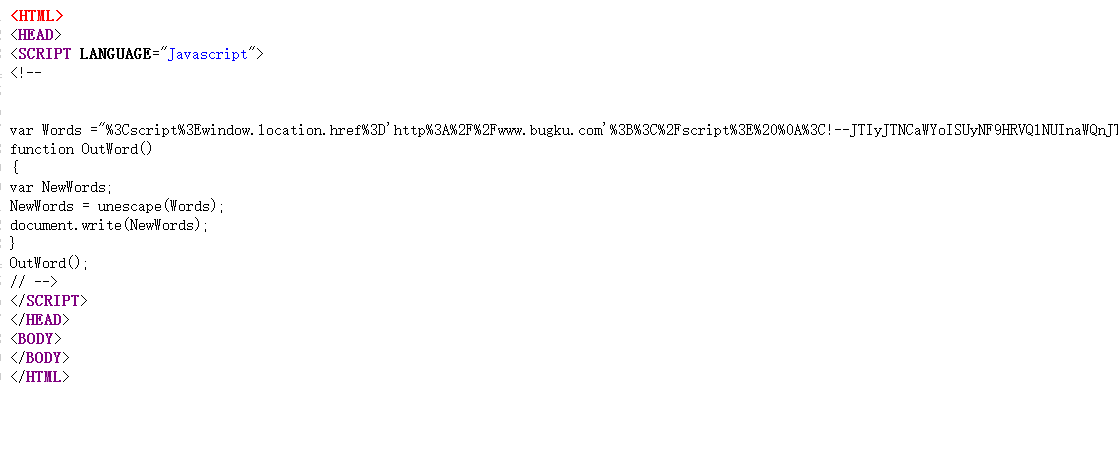 <HTML>
<HEAD>
<SCRIPT LANGUAGE="Javascript">
<!--
var Words ="%3Cscript%3Ewindow.location.href%3D'http%3A%2F%2Fwww.bugku.com'%3B%3C%2Fscript%3E%20%0A%3C!--JTIyJTNCaWYoISUyNF9HRVQlNUInaWQnJT
function OutWord()
{
var NewWords;
NewWords = unescape(Words);
document.write(NewWords);
}
OutWord();
// -->
</SCRIPT>
</HEAD>
<BODY>
</BODY>
</HTML>